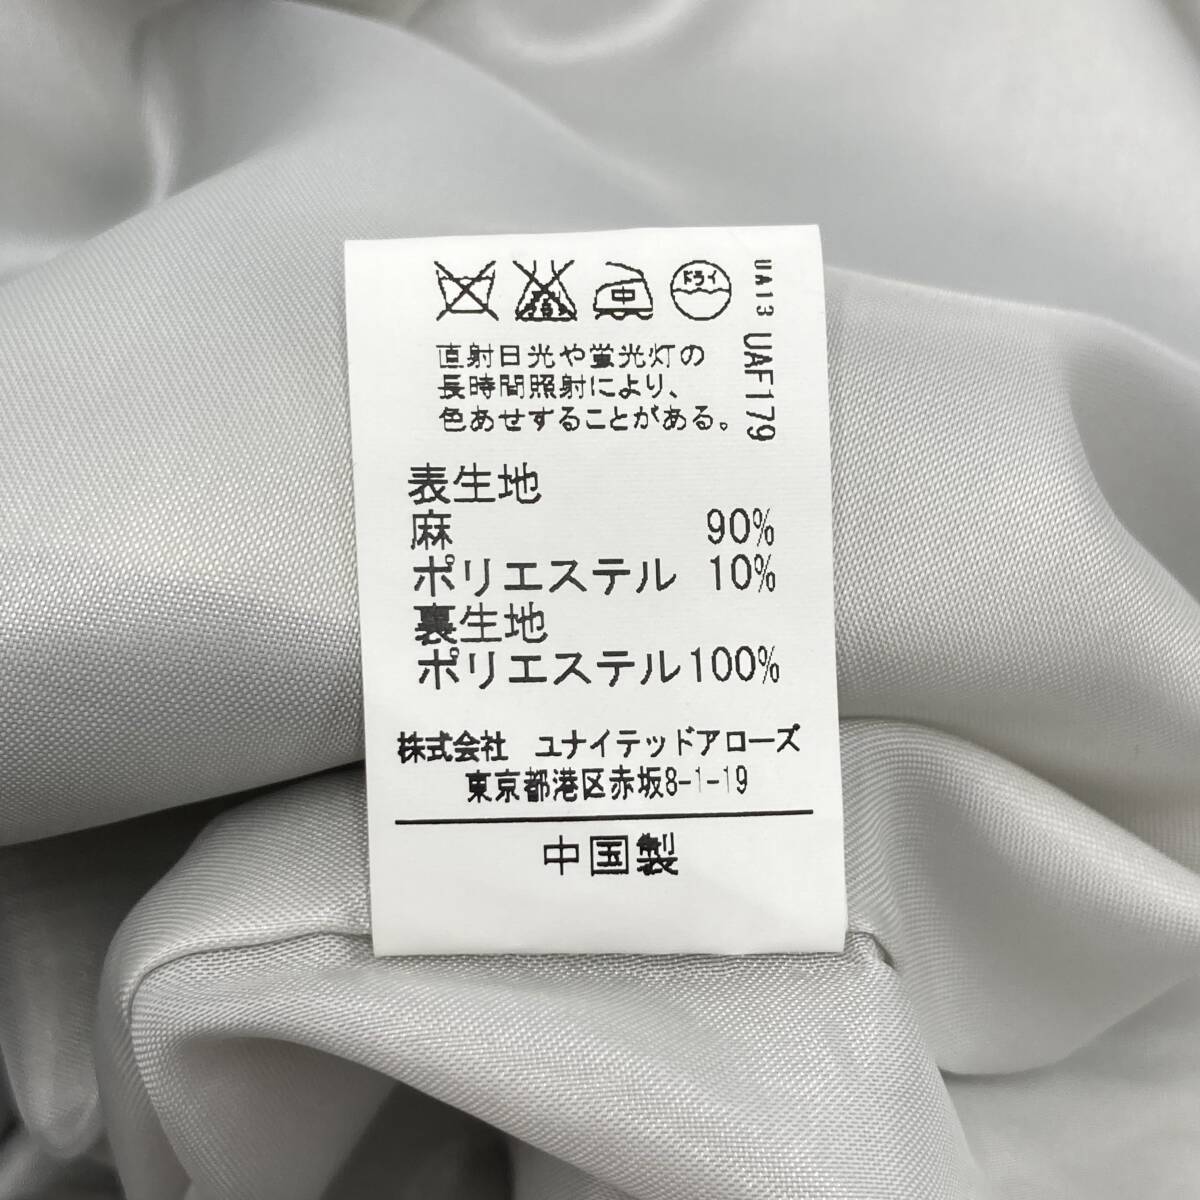 中
ドライ
直射日光や蛍光灯の
長時間照射により、
色あせすることがある。
UA13 UAF179
表生地
麻 90%
ポリエステル 10%
裏生地
ポリエステル100%
株式会社 ユナイテッドアローズ
東京都港区赤坂8-1-19
中国製